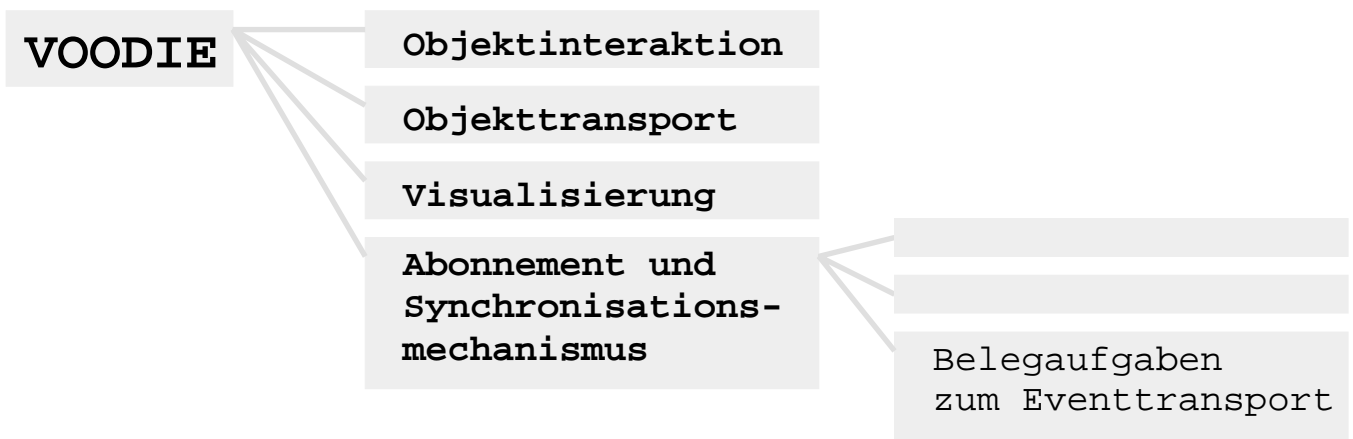 VOODIE
Objektinteraktion
Objekttransport
Visualisierung
Abonnement und
Synchronisations-
mechanismus
Belegaufgaben
zum Eventtransport